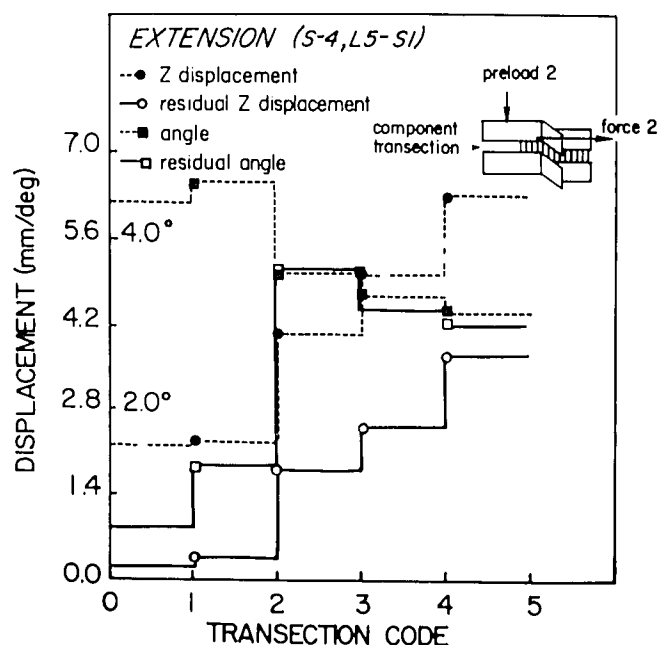 EXTENSION (S-4, L5-S1)
Z displacement
residual Z displacement
angle
residual angle
preload 2
force 2
component
transection
7.0
5.6
4.0°
4.2
2.8
2.0°
1.4
0.0
DISPLACEMENT (mm/deg)
0 1 2 3 4 5
TRANSECTION CODE